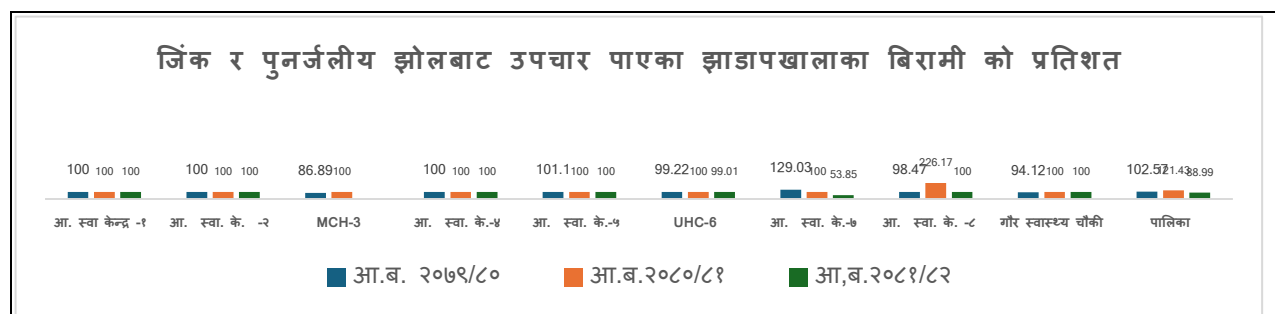 जिंक र पुनर्जलीय झोलबाट उपचार पाएका झाडापखालाका बिरामी को प्रतिशत
100 100 100 100 100 100 86.89 100 100 100 100 101.1 100 100 99.22 100 99.01 129.03 100 53.85 98.47 226.17 100 94.12 100 100 102.57 121.43 88.99
आ. स्वा केन्द्र -१ आ. स्वा. के. -२ MCH-3 आ. स्वा. के.-४ आ. स्वा. के.-५ UHC-6 आ. स्वा. के.-७ आ. स्वा. के. -८ गौर स्वास्थ्य चौकी पालिका
आ.ब. २०७९/८० आ.ब.२०८०/८१ आ,ब.२०८१/८२